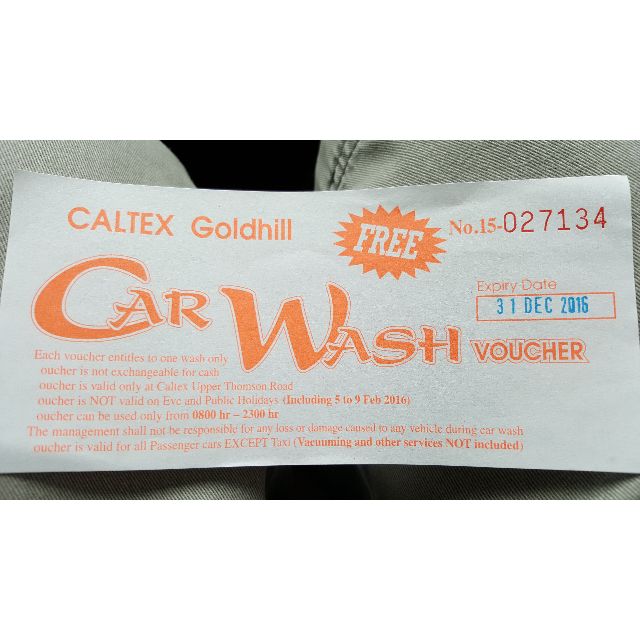 CALTEX Goldhill
FREE
No.15-027134
Expiry Date
31 DEC 2016
CAR WASH VOUCHER
Each voucher entitles to one wash only
oucher is not exchangeable for cash
oucher is valid only at Caltex Upper Thomson Road
oucher is NOT valid on Eve and Public Holidays (Including 5 to 9 Feb 2016)
oucher can be used only from 0800 hr – 2300 hr
The management shall not be responsible for any loss or damage caused to any vehicle during car wash
oucher is valid for all Passenger cars EXCEPT Taxi (Vacuuming and other services NOT included)